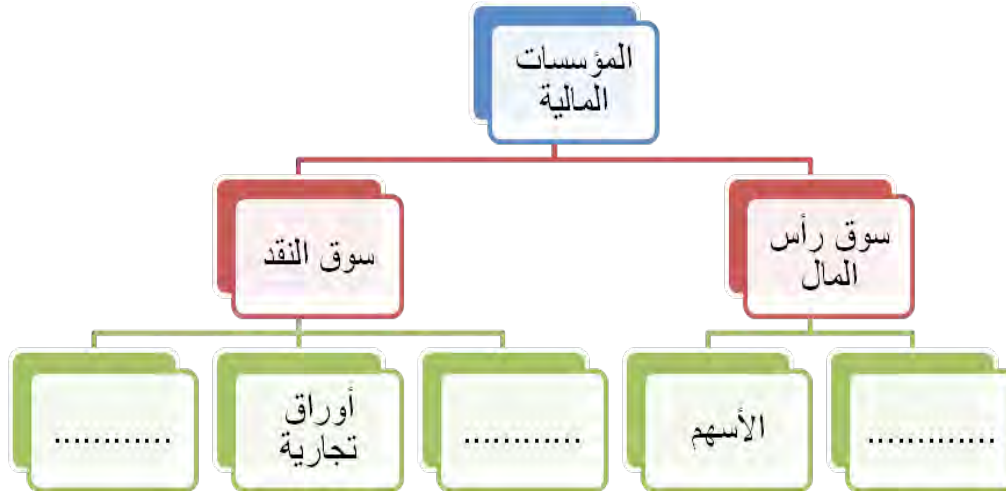 المؤسسات
المالية
سوق رأس
المال
سوق النقد
.............
الأسهم
............
أوراق
تجارية
............